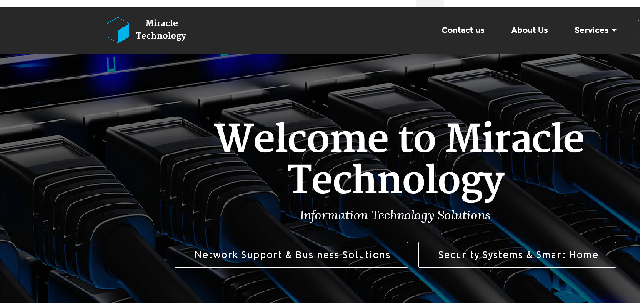 Miracle
Technology
Contact us
About Us
Services
Welcome to Miracle
Technology
Information Technology Solutions
Network Support & Business Solutions
Security Systems & Smart Home